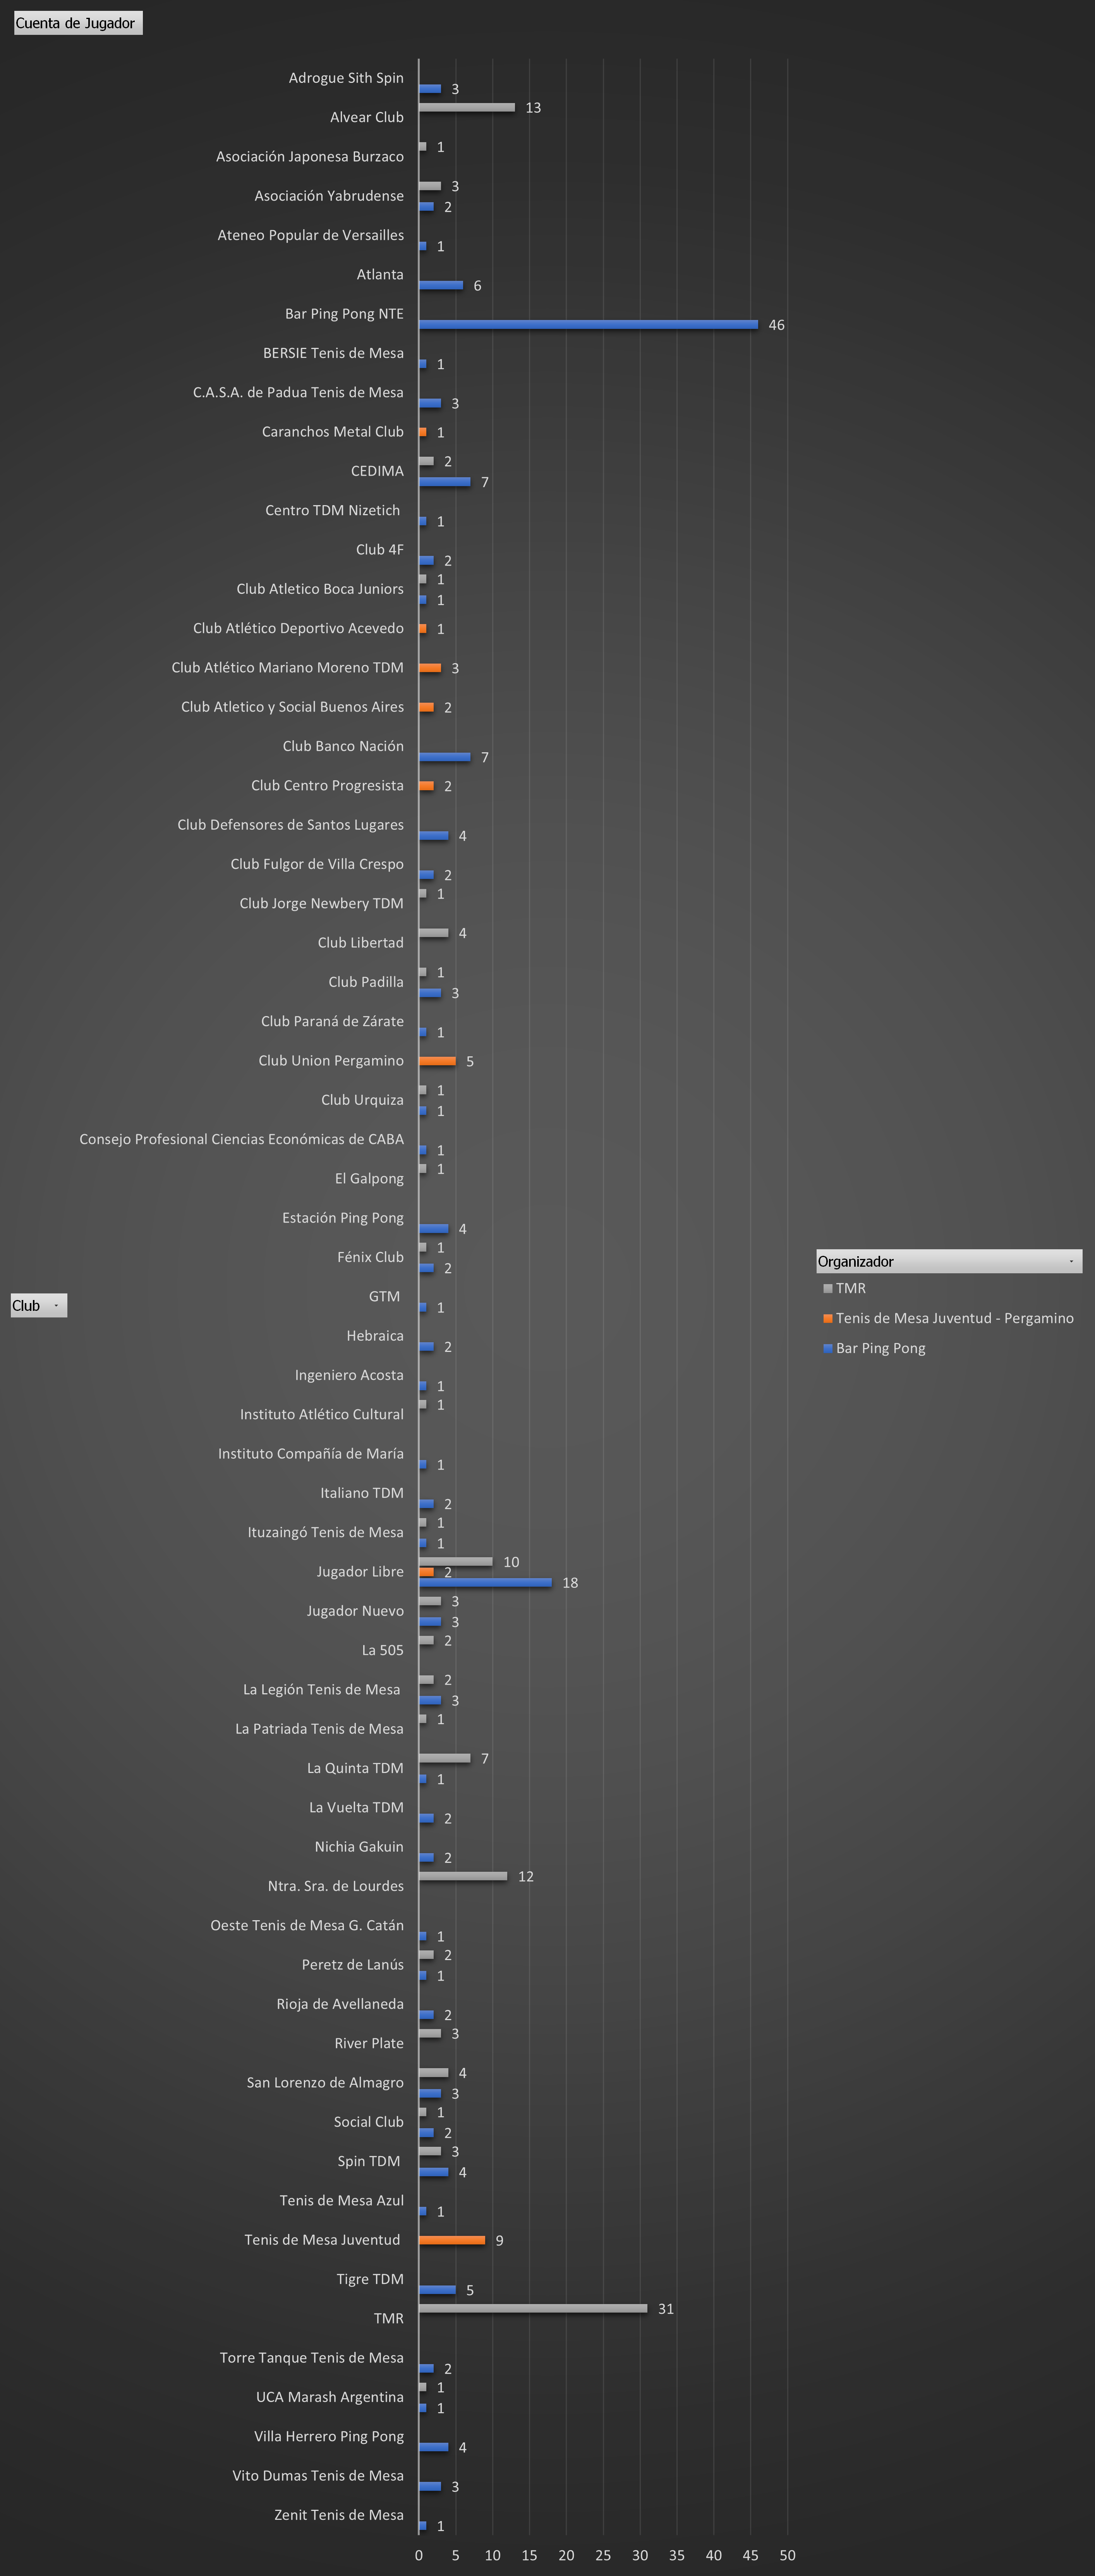 Cuenta de Jugador
Adrogue Sith Spin
3
13
Alvear Club
1
Asociación Japonesa Burzaco
3
Asociación Yabrudense
2
Ateneo Popular de Versailles
1
Atlanta
6
Bar Ping Pong NTE
46
BERSIE Tenis de Mesa
1
C.A.S.A. de Padua Tenis de Mesa
3
Caranchos Metal Club
1
2
CEDIMA
7
Centro TDM Nizetich
1
Club 4F
2
1
Club Atletico Boca Juniors
1
Club Atlético Deportivo Acevedo
1
Club Atlético Mariano Moreno TDM
3
Club Atletico y Social Buenos Aires
2
Club Banco Nación
7
Club Centro Progresista
2
Club Defensores de Santos Lugares
4
Club Fulgor de Villa Crespo
2
1
Club Jorge Newbery TDM
4
Club Libertad
1
Club Padilla
3
Club Paraná de Zárate
1
Club Union Pergamino
5
1
Club Urquiza
1
Consejo Profesional Ciencias Económicas de CABA
1
1
El Galpong
Estación Ping Pong
4
1
Fénix Club
2
GTM
1
Hebraica
2
Ingeniero Acosta
1
1
Instituto Atlético Cultural
Instituto Compañía de María
1
Italiano TDM
2
1
Ituzaingó Tenis de Mesa
1
10
Jugador Libre
2
18
3
Jugador Nuevo
3
2
La 505
2
La Legión Tenis de Mesa
3
1
La Patriada Tenis de Mesa
7
La Quinta TDM
1
La Vuelta TDM
2
Nichia Gakuin
2
12
Ntra. Sra. de Lourdes
Oeste Tenis de Mesa G. Catán
1
2
Peretz de Lanús
1
Rioja de Avellaneda
2
3
River Plate
4
San Lorenzo de Almagro
3
1
Social Club
2
3
Spin TDM
4
Tenis de Mesa Azul
1
Tenis de Mesa Juventud
9
Tigre TDM
5
31
TMR
Torre Tanque Tenis de Mesa
2
1
UCA Marash Argentina
1
Villa Herrero Ping Pong
4
Vito Dumas Tenis de Mesa
3
Zenit Tenis de Mesa
1
0 5 10 15 20 25 30 35 40 45 50
Club
Organizador
TMR
Tenis de Mesa Juventud - Pergamino
Bar Ping Pong